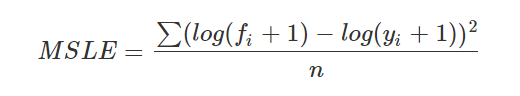 MSLE = ∑(log(fᵢ + 1) − log(yᵢ + 1))² / n